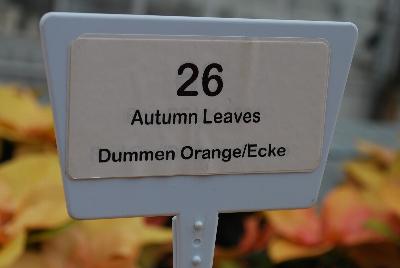 26
Autumn Leaves
Dummen Orange/Ecke